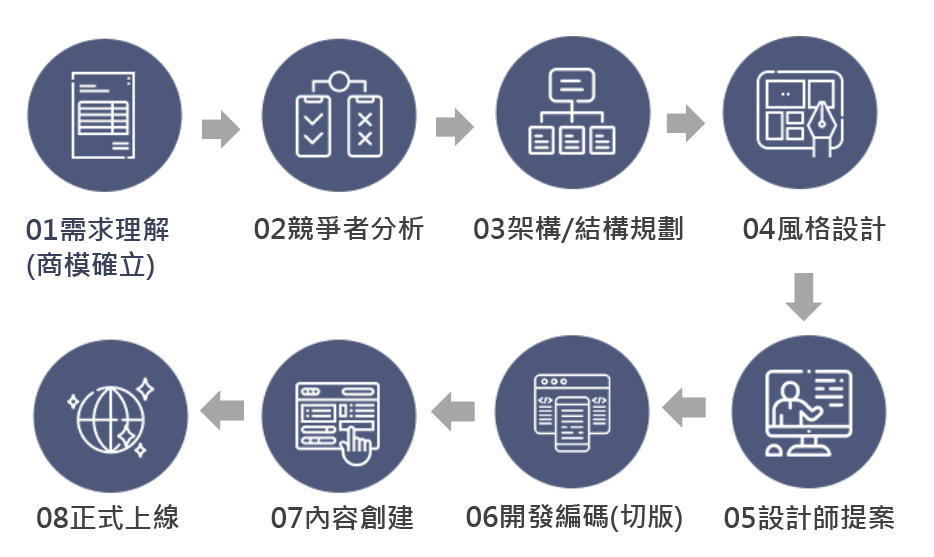 01需求理解
(商模確立)
02競爭者分析
03架構/結構規劃
04風格設計
05設計師提案
06開發編碼(切版)
07內容創建
08正式上線